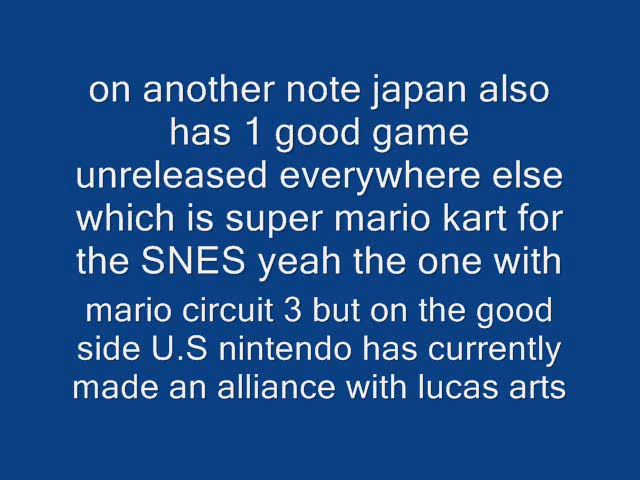 on another note japan also
has 1 good game
unreleased everywhere else
which is super mario kart for
the SNES yeah the one with
mario circuit 3 but on the good
side U.S nintendo has currently
made an alliance with lucas arts